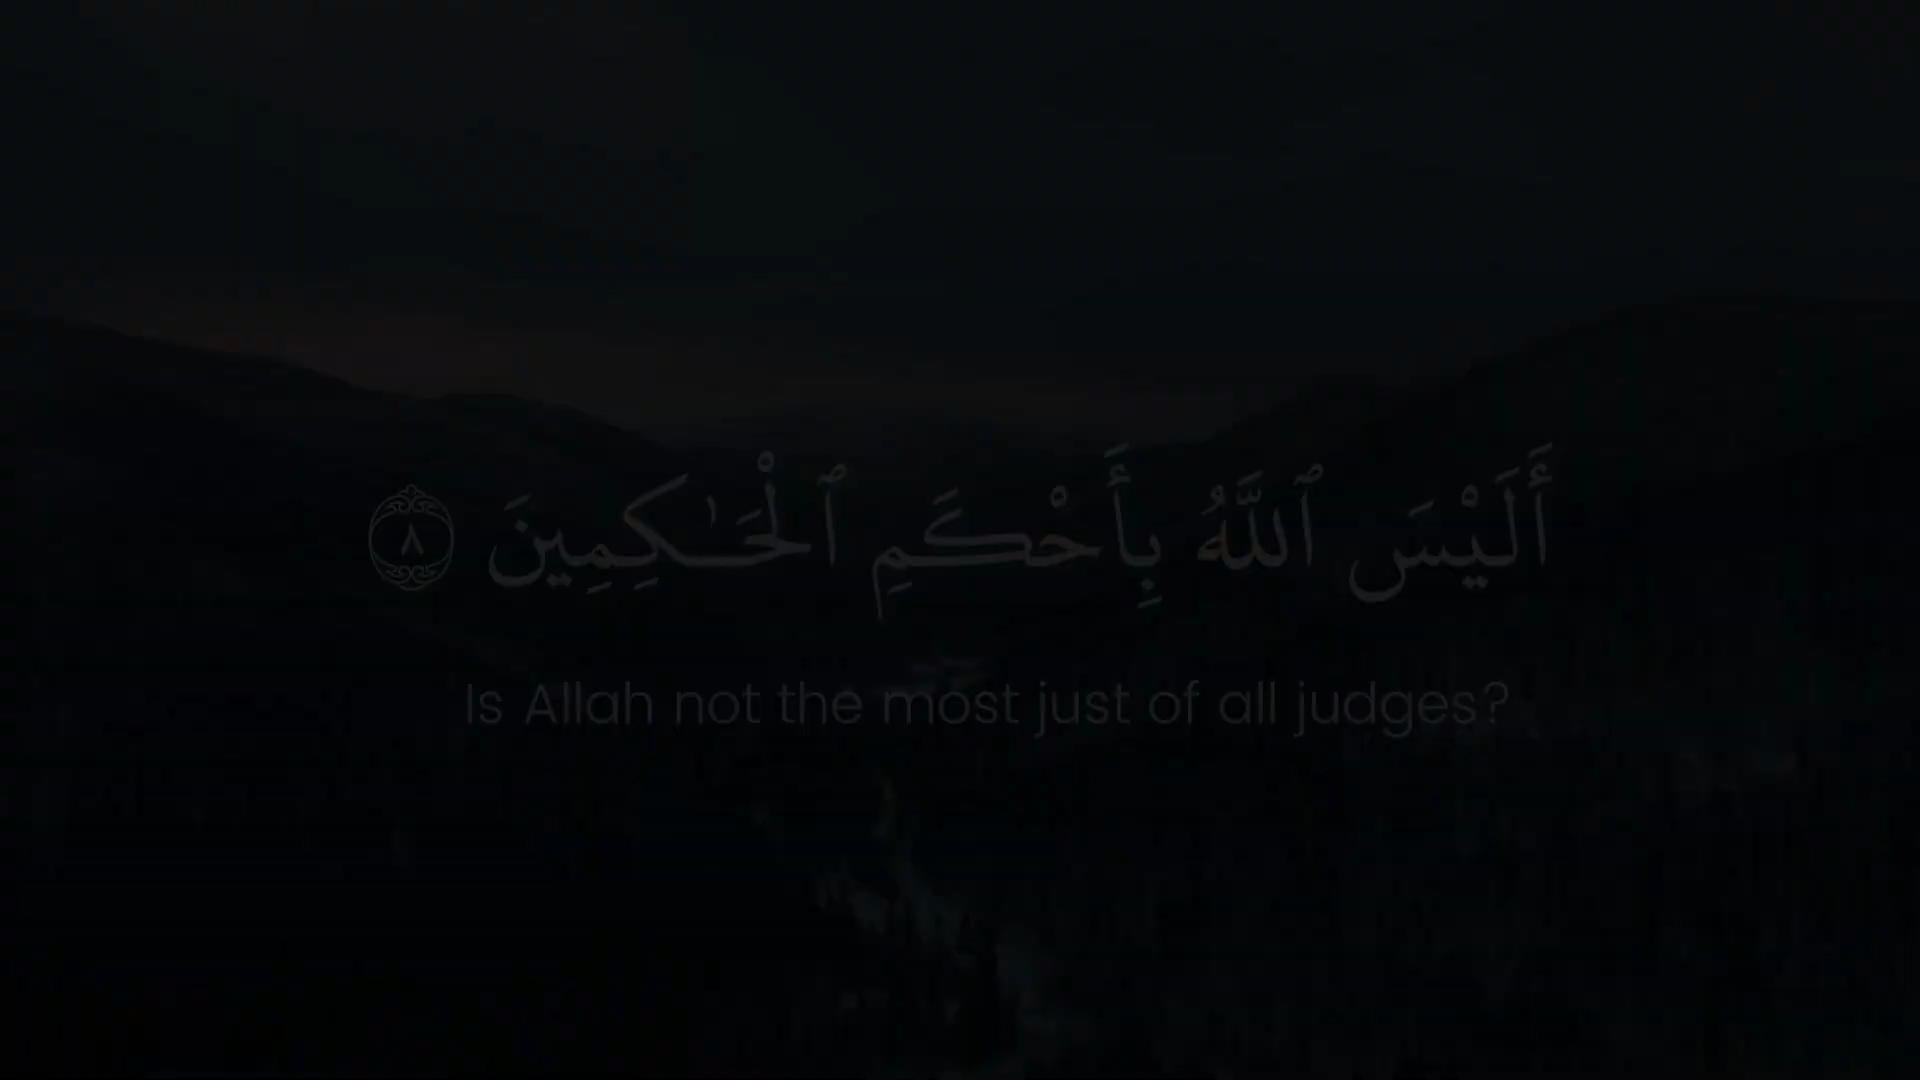 أَلَيْسَ ٱللَّهُ بِأَحْكَمِ ٱلْحَـٰكِمِينَ ٨
Is Allah not the most just of all judges?